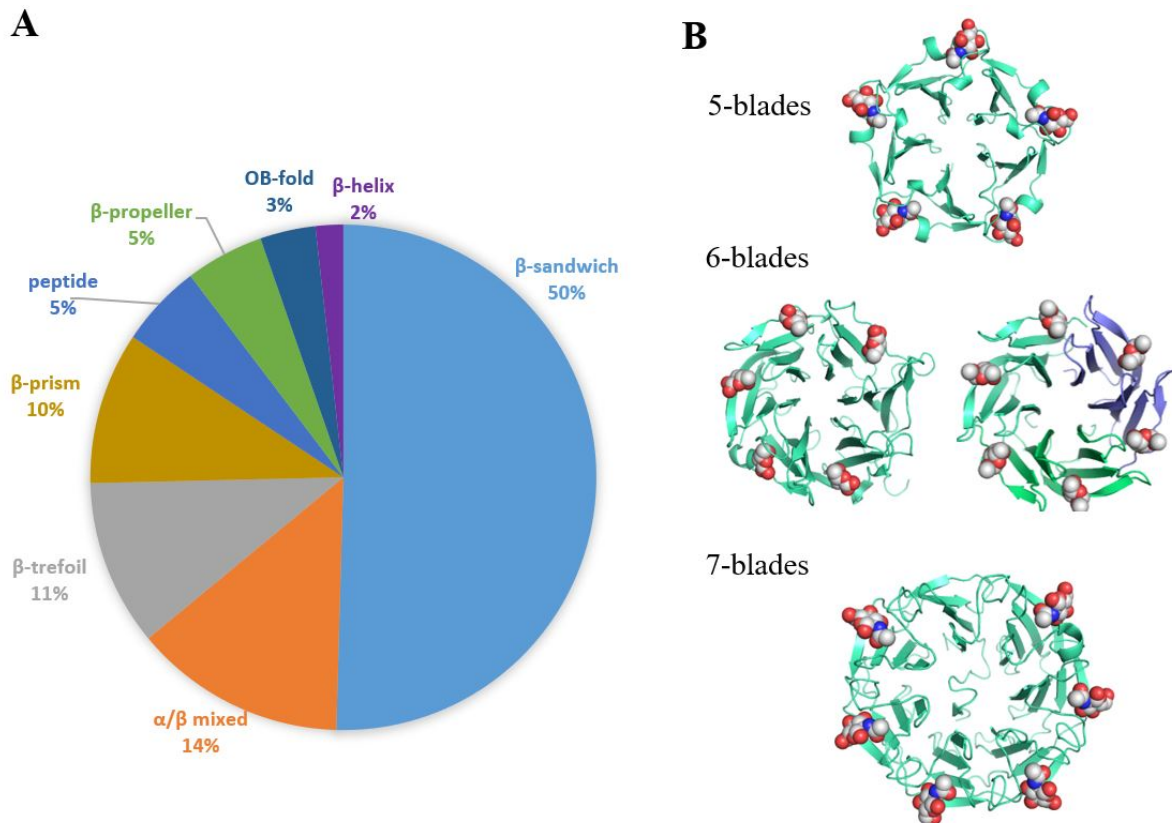 A
OB-fold
3%
β-helix
2%
β-propeller
5%
β-sandwich
50%
peptide
5%
β-prism
10%
β-trefoil
11%
α/β mixed
14%
B
5-blades
6-blades
7-blades